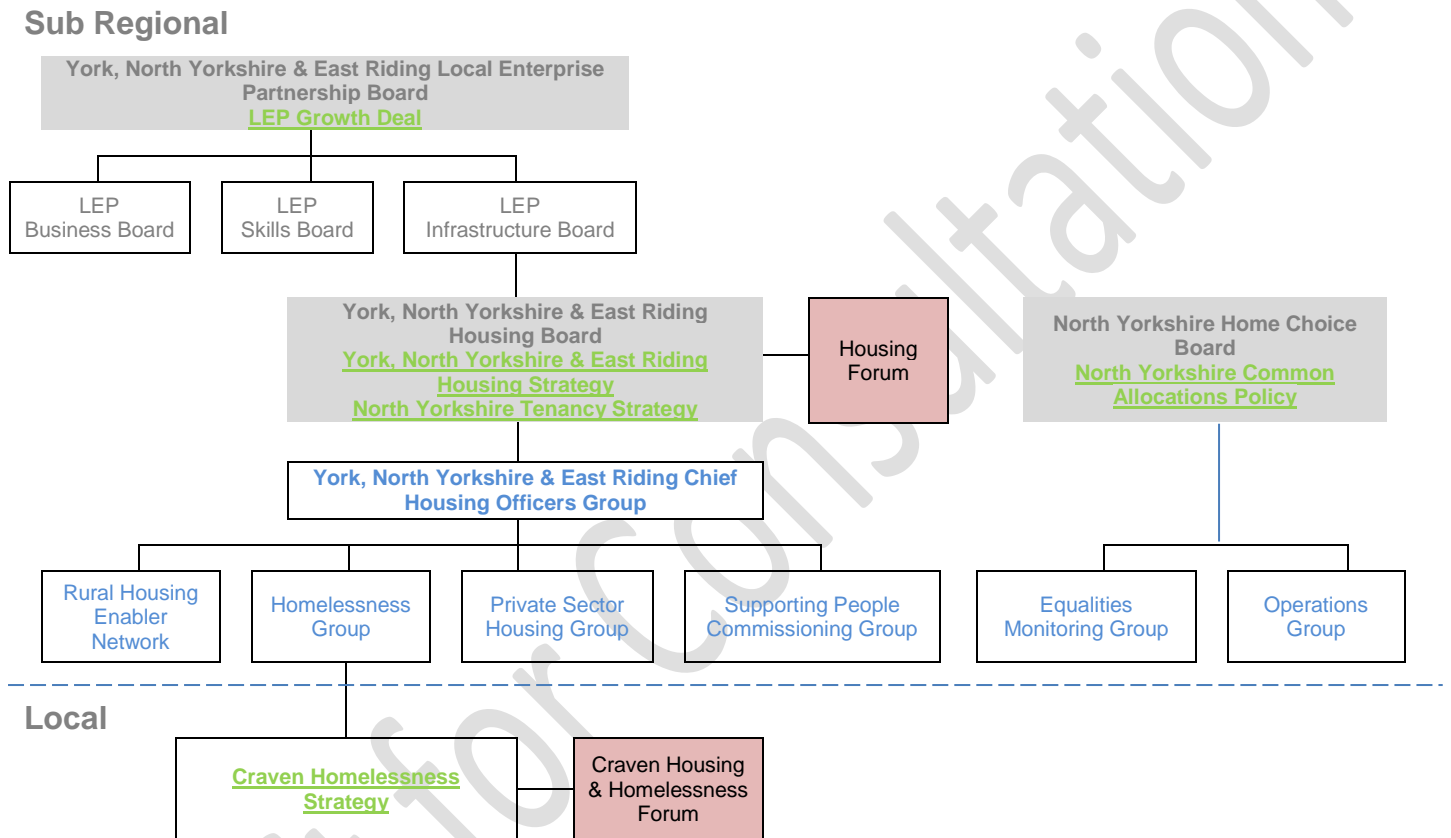 Sub Regional
York, North Yorkshire & East Riding Local Enterprise
Partnership Board
LEP Growth Deal
LEP
Business Board
LEP
Skills Board
LEP
Infrastructure Board
York, North Yorkshire & East Riding
Housing Board
York, North Yorkshire & East Riding
Housing Strategy
North Yorkshire Tenancy Strategy
Housing
Forum
North Yorkshire Home Choice
Board
North Yorkshire Common
Allocations Policy
York, North Yorkshire & East Riding Chief
Housing Officers Group
Rural Housing
Enabler
Network
Homelessness
Group
Private Sector
Housing Group
Supporting People
Commissioning Group
Equalities
Monitoring Group
Operations
Group
Local
Craven Homelessness
Strategy
Craven Housing
& Homelessness
Forum
for Consultation